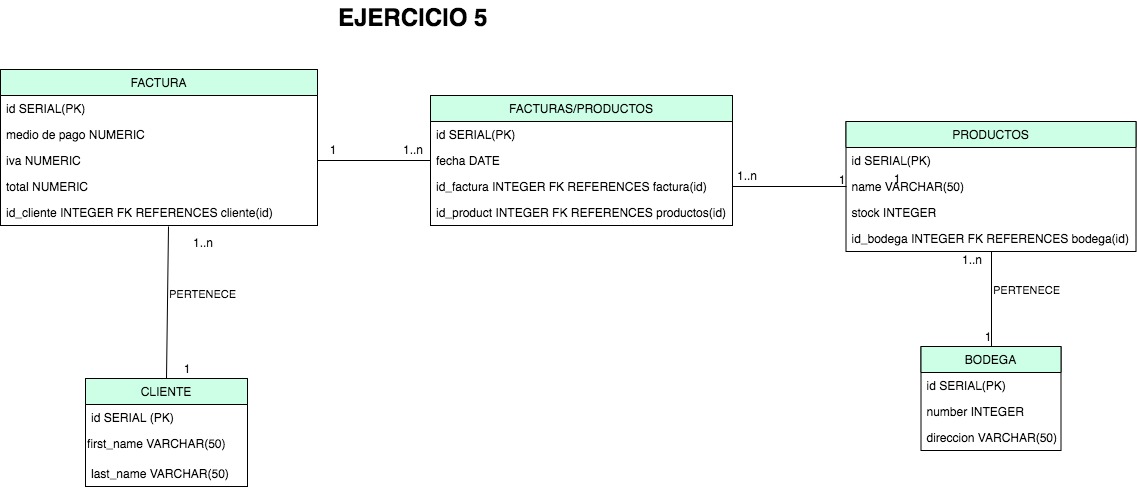 EJERCICIO 5
FACTURA
id SERIAL(PK)
medio de pago NUMERIC
iva NUMERIC
total NUMERIC
id_cliente INTEGER FK REFERENCES cliente(id)
1
1..n
FACTURAS/PRODUCTOS
id SERIAL(PK)
fecha DATE
id_factura INTEGER FK REFERENCES factura(id)
id_product INTEGER FK REFERENCES productos(id)
1..n
1
1
PRODUCTOS
id SERIAL(PK)
name VARCHAR(50)
stock INTEGER
id_bodega INTEGER FK REFERENCES bodega(id)
1..n
PERTENECE
1
CLIENTE
id SERIAL (PK)
first_name VARCHAR(50)
last_name VARCHAR(50)
1..n
PERTENECE
1
BODEGA
id SERIAL(PK)
number INTEGER
direccion VARCHAR(50)